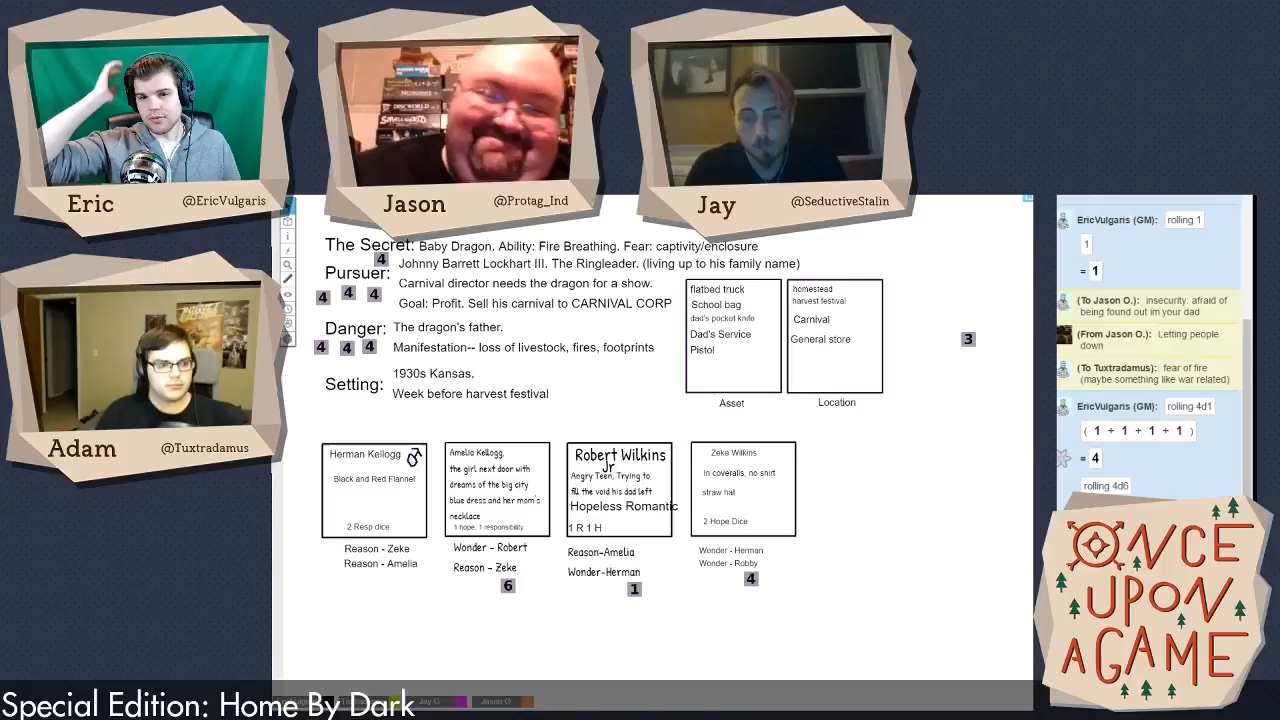 Eric @EricVulgaris
Jason @Protag_Ind
Jay @SeductiveStalin
Adam @Tuxtradamus
The Secret: Baby Dragon. Ability: Fire Breathing. Fear: captivity/enclosure
4
Pursuer: Johnny Barrett Lockhart III. The Ringleader. (living up to his family name)
Carnival director needs the dragon for a show.
4 4 4
Goal: Profit. Sell his carnival to CARNIVAL CORP
Danger: The dragon's father.
4 4 4
Manifestation-- loss of livestock, fires, footprints
Setting: 1930s Kansas.
Week before harvest festival
flatbed truck
School bag
dad's pocket knife
Dad's Service
Pistol
Asset
homestead
harvest festival
Carnival
General store
Location
3
Herman Kellogg
Black and Red Flannel
2 Resp dice
Reason - Zeke
Reason - Amelia
Amelia Kellogg,
the girl next door with
dreams of the big city
blue dress and her mom's
necklace
1 hope, 1 responsibility
Wonder - Robert
Reason - Zeke
6
Robert Wilkins
Jr
Angry Teen, Trying to
fill the void his dad left
Hopeless Romantic
1 R 1 H
Reason-Amelia
Wonder-Herman
1
Zeke Wilkins
In coveralls, no shirt
straw hat
2 Hope Dice
Wonder - Herman
Wonder - Robby
4
EricVulgaris (GM): rolling 1
1
= 1
(To Jason O.): insecurity: afraid of
being found out im your dad
(From Jason O.): Letting people
down
(To Tuxtradamus): fear of fire
(maybe something like war related)
EricVulgaris (GM): rolling 4d1
( 1 + 1 + 1 + 1 )
= 4
rolling 4d6
ONCE
UPON
A GAME
Jay G
Jason O
Special Edition: Home By Dark